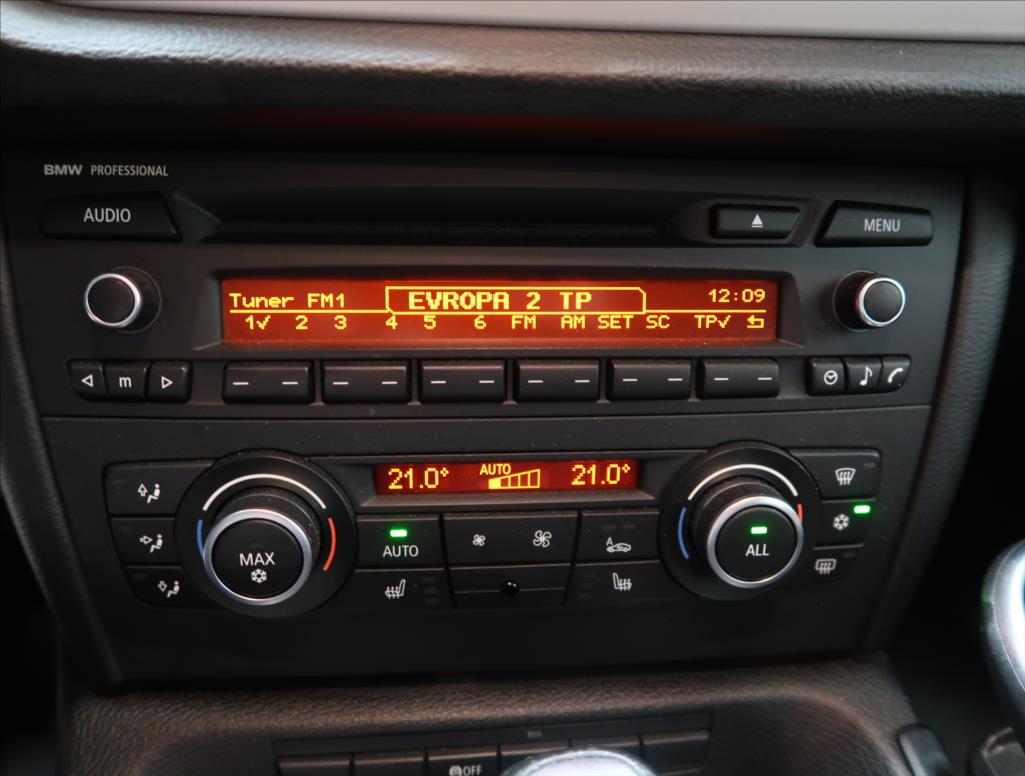 BMW PROFESSIONAL
AUDIO
MENU
Tuner FM1 EVROPA 2 TP 12:09
1✓ 2 3 4 5 6 FM AM SET SC TP✓
m
21.0° AUTO 21.0°
A
AUTO
MAX
ALL
OFF